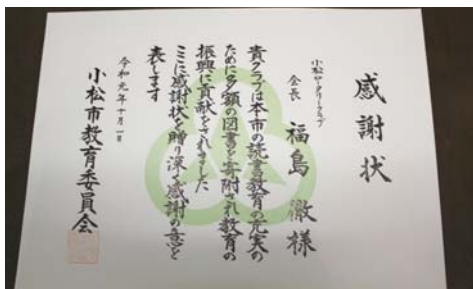 感謝状
小松ロータリークラブ
会長 福島 徹 様
貴クラブは本市の読書教育の充実の
ために多額の図書を寄附され教育の
振興に貢献をされました
ここに感謝状を贈り深く感謝の意を
表します
令和元年十月一日
小松市教育委員会